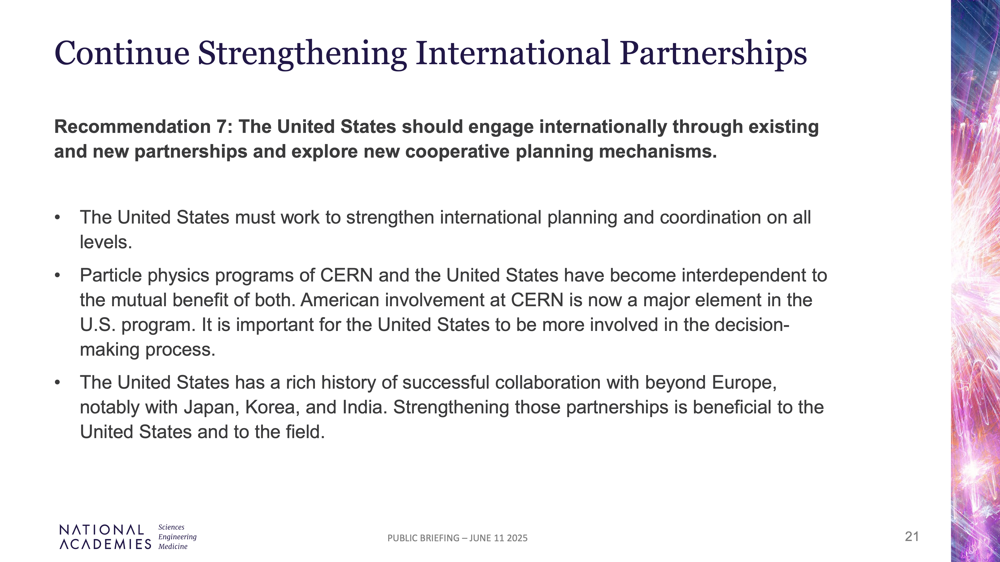 Continue Strengthening International Partnerships
Recommendation 7: The United States should engage internationally through existing
and new partnerships and explore new cooperative planning mechanisms.
• The United States must work to strengthen international planning and coordination on all
levels.
• Particle physics programs of CERN and the United States have become interdependent to
the mutual benefit of both. American involvement at CERN is now a major element in the
U.S. program. It is important for the United States to be more involved in the decision-
making process.
• The United States has a rich history of successful collaboration with beyond Europe,
notably with Japan, Korea, and India. Strengthening those partnerships is beneficial to the
United States and to the field.
NATIONAL
ACADEMIES
Sciences
Engineering
Medicine
PUBLIC BRIEFING – JUNE 11 2025
21